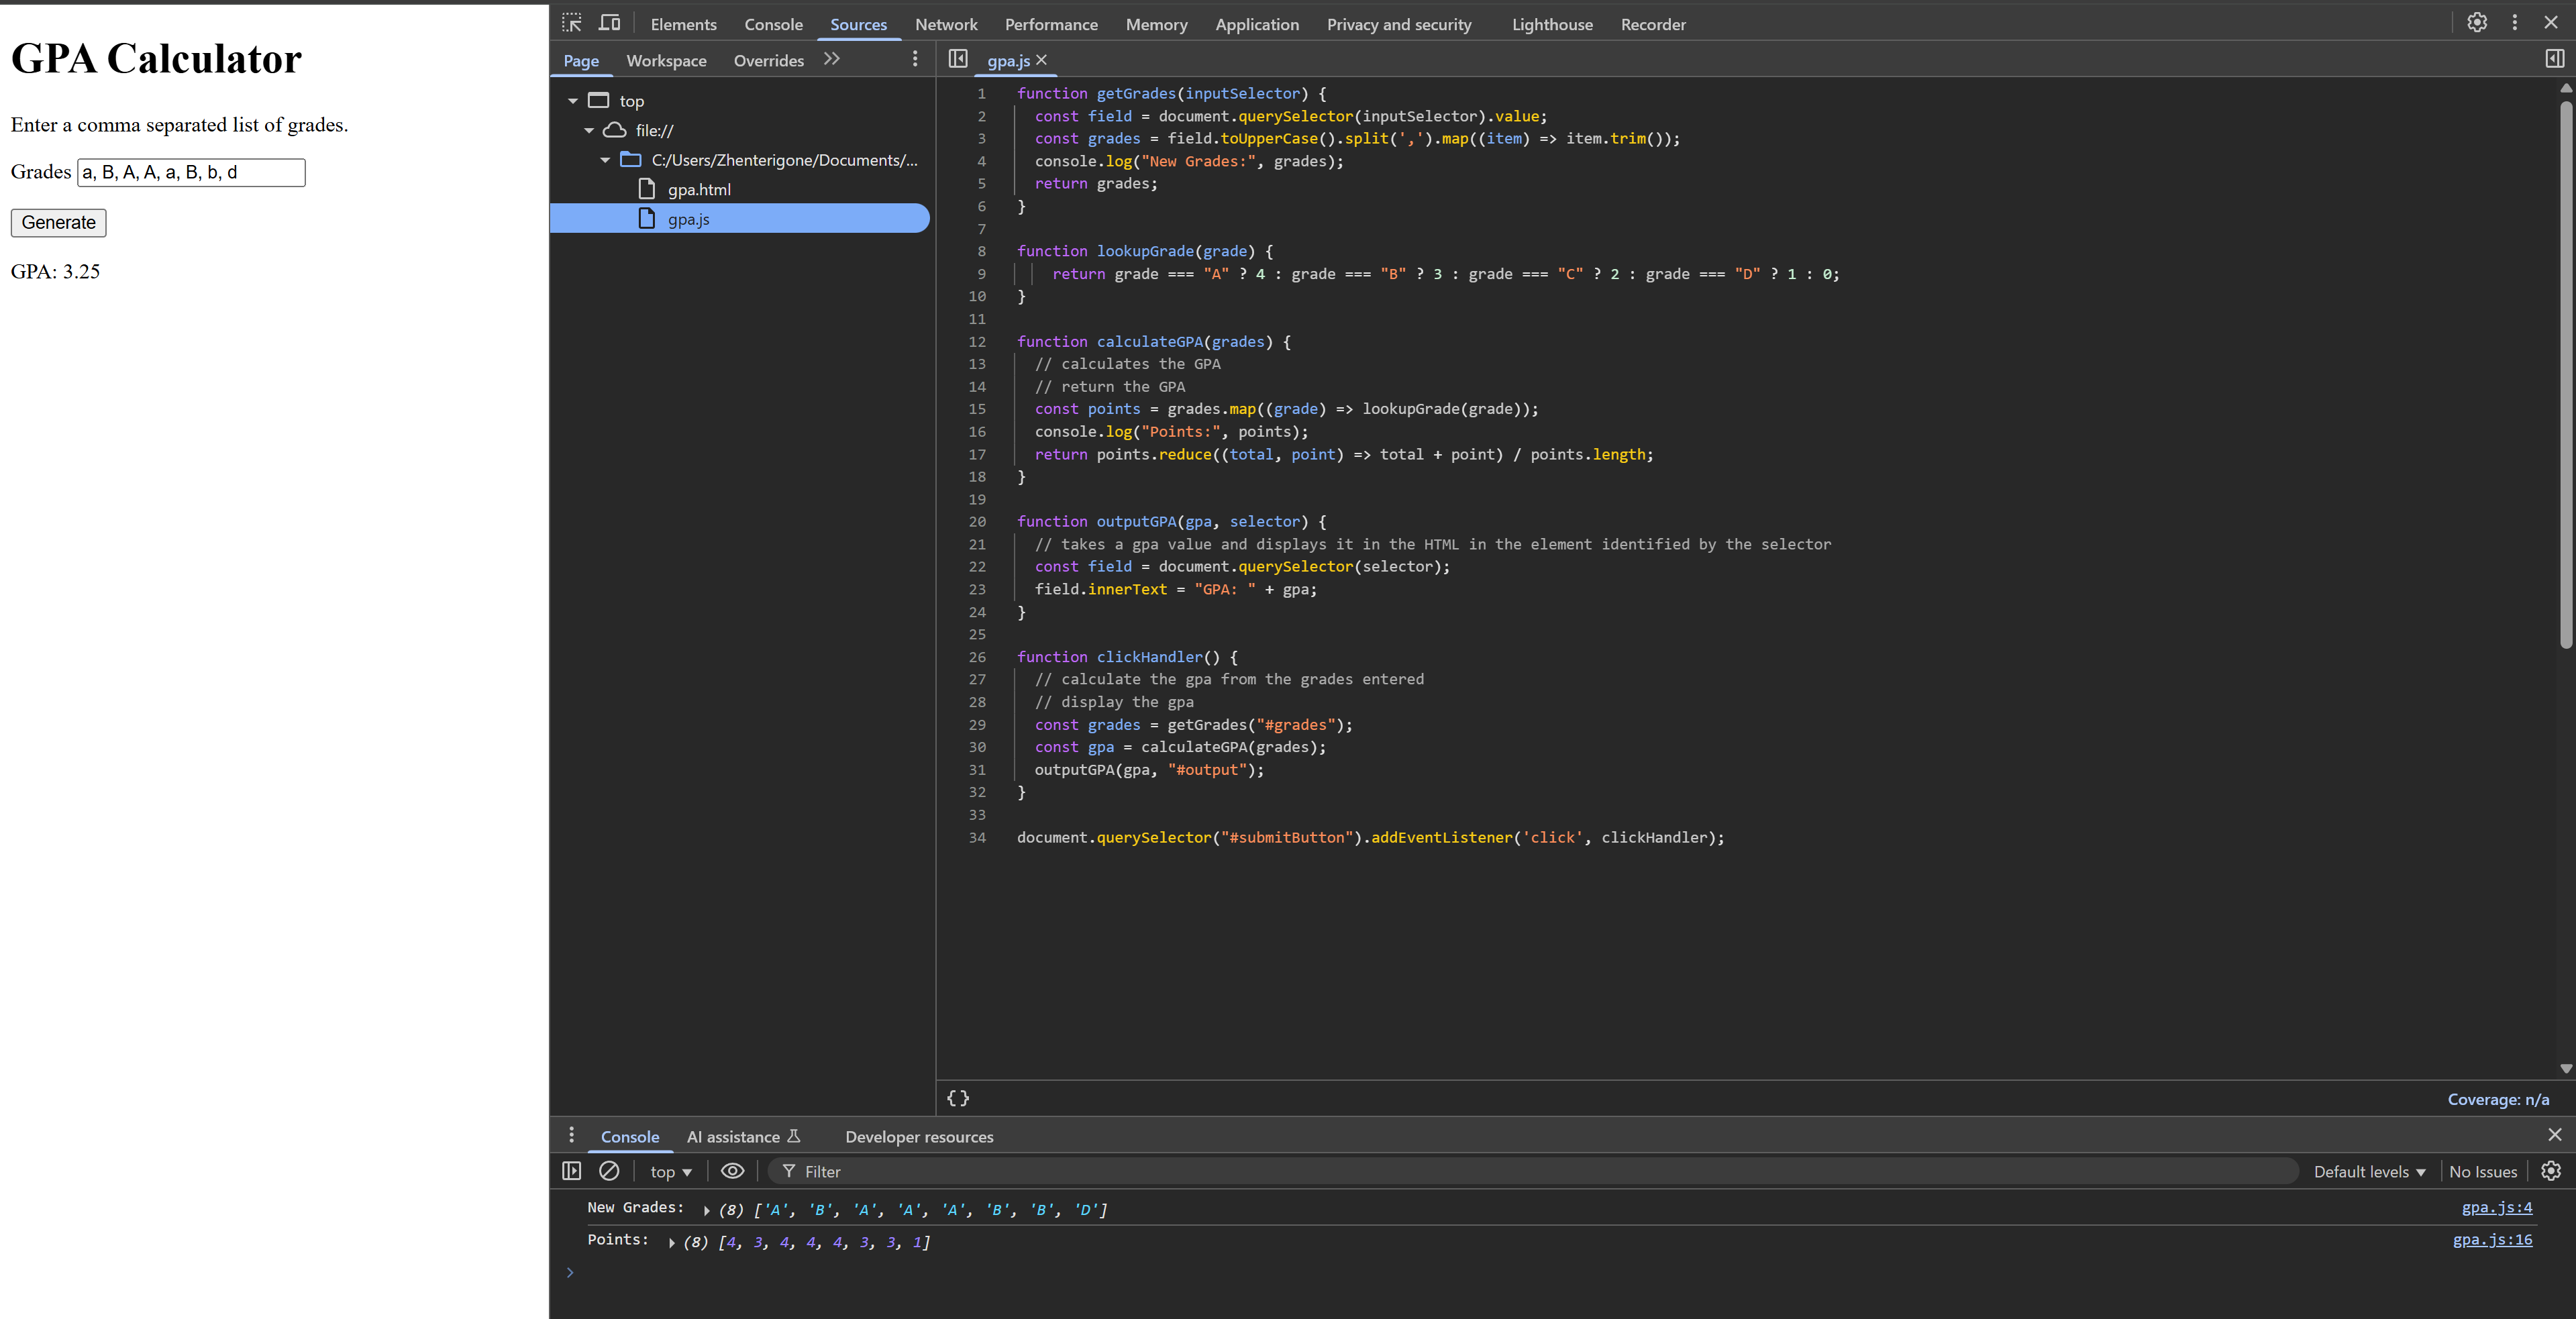 GPA Calculator
Enter a comma separated list of grades.
Grades a, B, A, A, a, B, b, d
Generate
GPA: 3.25
Elements Console Sources Network Performance Memory Application Privacy and security Lighthouse Recorder
Page Workspace Overrides
gpa.js
top
file://
C:/Users/Zhenterigone/Documents/...
gpa.html
gpa.js
1 function getGrades(inputSelector) {
2 const field = document.querySelector(inputSelector).value;
3 const grades = field.toUpperCase().split(',').map((item) => item.trim());
4 console.log("New Grades:", grades);
5 return grades;
6 }
7
8 function lookupGrade(grade) {
9 return grade === "A" ? 4 : grade === "B" ? 3 : grade === "C" ? 2 : grade === "D" ? 1 : 0;
10 }
11
12 function calculateGPA(grades) {
13 // calculates the GPA
14 // return the GPA
15 const points = grades.map((grade) => lookupGrade(grade));
16 console.log("Points:", points);
17 return points.reduce((total, point) => total + point) / points.length;
18 }
19
20 function outputGPA(gpa, selector) {
21 // takes a gpa value and displays it in the HTML in the element identified by the selector
22 const field = document.querySelector(selector);
23 field.innerText = "GPA: " + gpa;
24 }
25
26 function clickHandler() {
27 // calculate the gpa from the grades entered
28 // display the gpa
29 const grades = getGrades("#grades");
30 const gpa = calculateGPA(grades);
31 outputGPA(gpa, "#output");
32 }
33
34 document.querySelector("#submitButton").addEventListener('click', clickHandler);
{} Coverage: n/a
Console AI assistance Developer resources
top Filter Default levels No Issues
New Grades: (8) ['A', 'B', 'A', 'A', 'A', 'B', 'B', 'D'] gpa.js:4
Points: (8) [4, 3, 4, 4, 4, 3, 3, 1] gpa.js:16